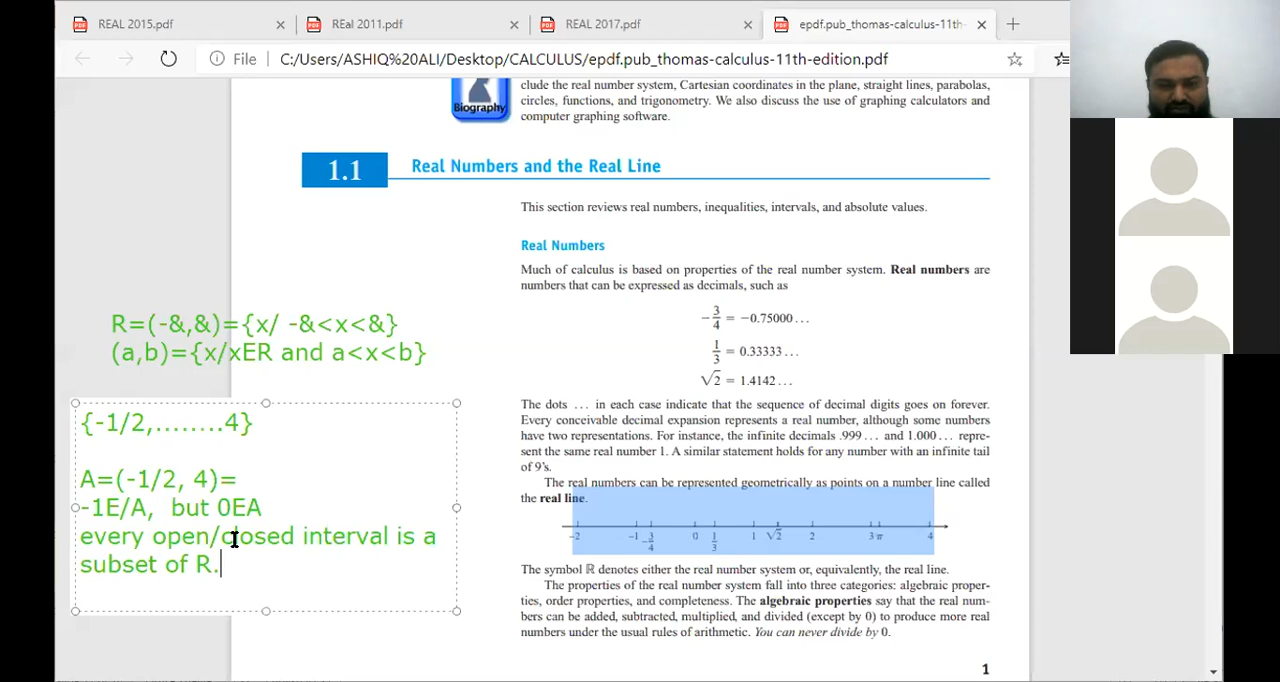 REAL 2015.pdf
REal 2011.pdf
REAL 2017.pdf
epdf.pub_thomas-calculus-11th-
File
C:/Users/ASHIQ%20ALI/Desktop/CALCULUS/epdf.pub_thomas-calculus-11th-edition.pdf
clude the real number system, Cartesian coordinates in the plane, straight lines, parabolas,
circles, functions, and trigonometry. We also discuss the use of graphing calculators and
computer graphing software.
Biography
1.1 Real Numbers and the Real Line
This section reviews real numbers, inequalities, intervals, and absolute values.
Real Numbers
Much of calculus is based on properties of the real number system. Real numbers are
numbers that can be expressed as decimals, such as
-3/4 = -0.75000 . . .
1/3 = 0.33333 . . .
√2 = 1.4142 . . .
The dots . . . in each case indicate that the sequence of decimal digits goes on forever.
Every conceivable decimal expansion represents a real number, although some numbers
have two representations. For instance, the infinite decimals .999 . . . and 1.000 . . . repre-
sent the same real number 1. A similar statement holds for any number with an infinite tail
of 9's.
The real numbers can be represented geometrically as points on a number line called
the real line.
-2 -1 -3/4 0 1/3 1 √2 2 3 π 4
The symbol ℝ denotes either the real number system or, equivalently, the real line.
The properties of the real number system fall into three categories: algebraic proper-
ties, order properties, and completeness. The algebraic properties say that the real num-
bers can be added, subtracted, multiplied, and divided (except by 0) to produce more real
numbers under the usual rules of arithmetic. You can never divide by 0.
1
R=(-&,&)={x/ -&<x<&}
(a,b)={x/xER and a<x<b}
{-1/2,........4}
A=(-1/2, 4)=
-1E/A, but 0EA
every open/closed interval is a
subset of R.